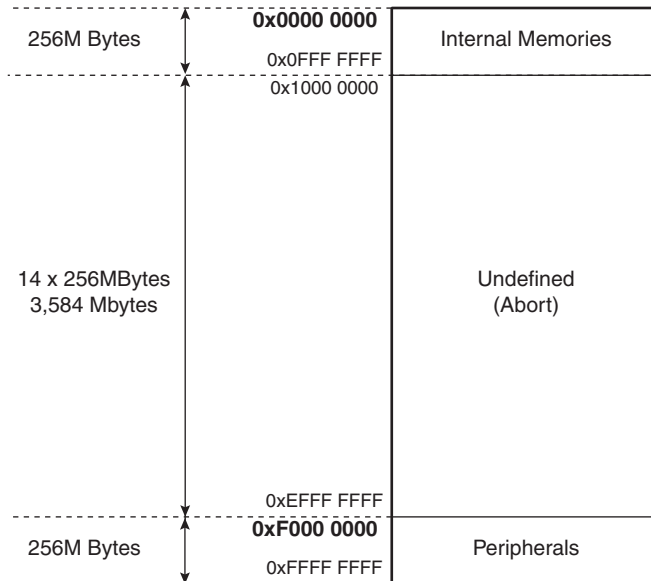 256M Bytes
0x0000 0000
0x0FFF FFFF
Internal Memories
0x1000 0000
14 x 256MBytes
3,584 Mbytes
Undefined
(Abort)
0xEFFF FFFF
256M Bytes
0xF000 0000
0xFFFF FFFF
Peripherals